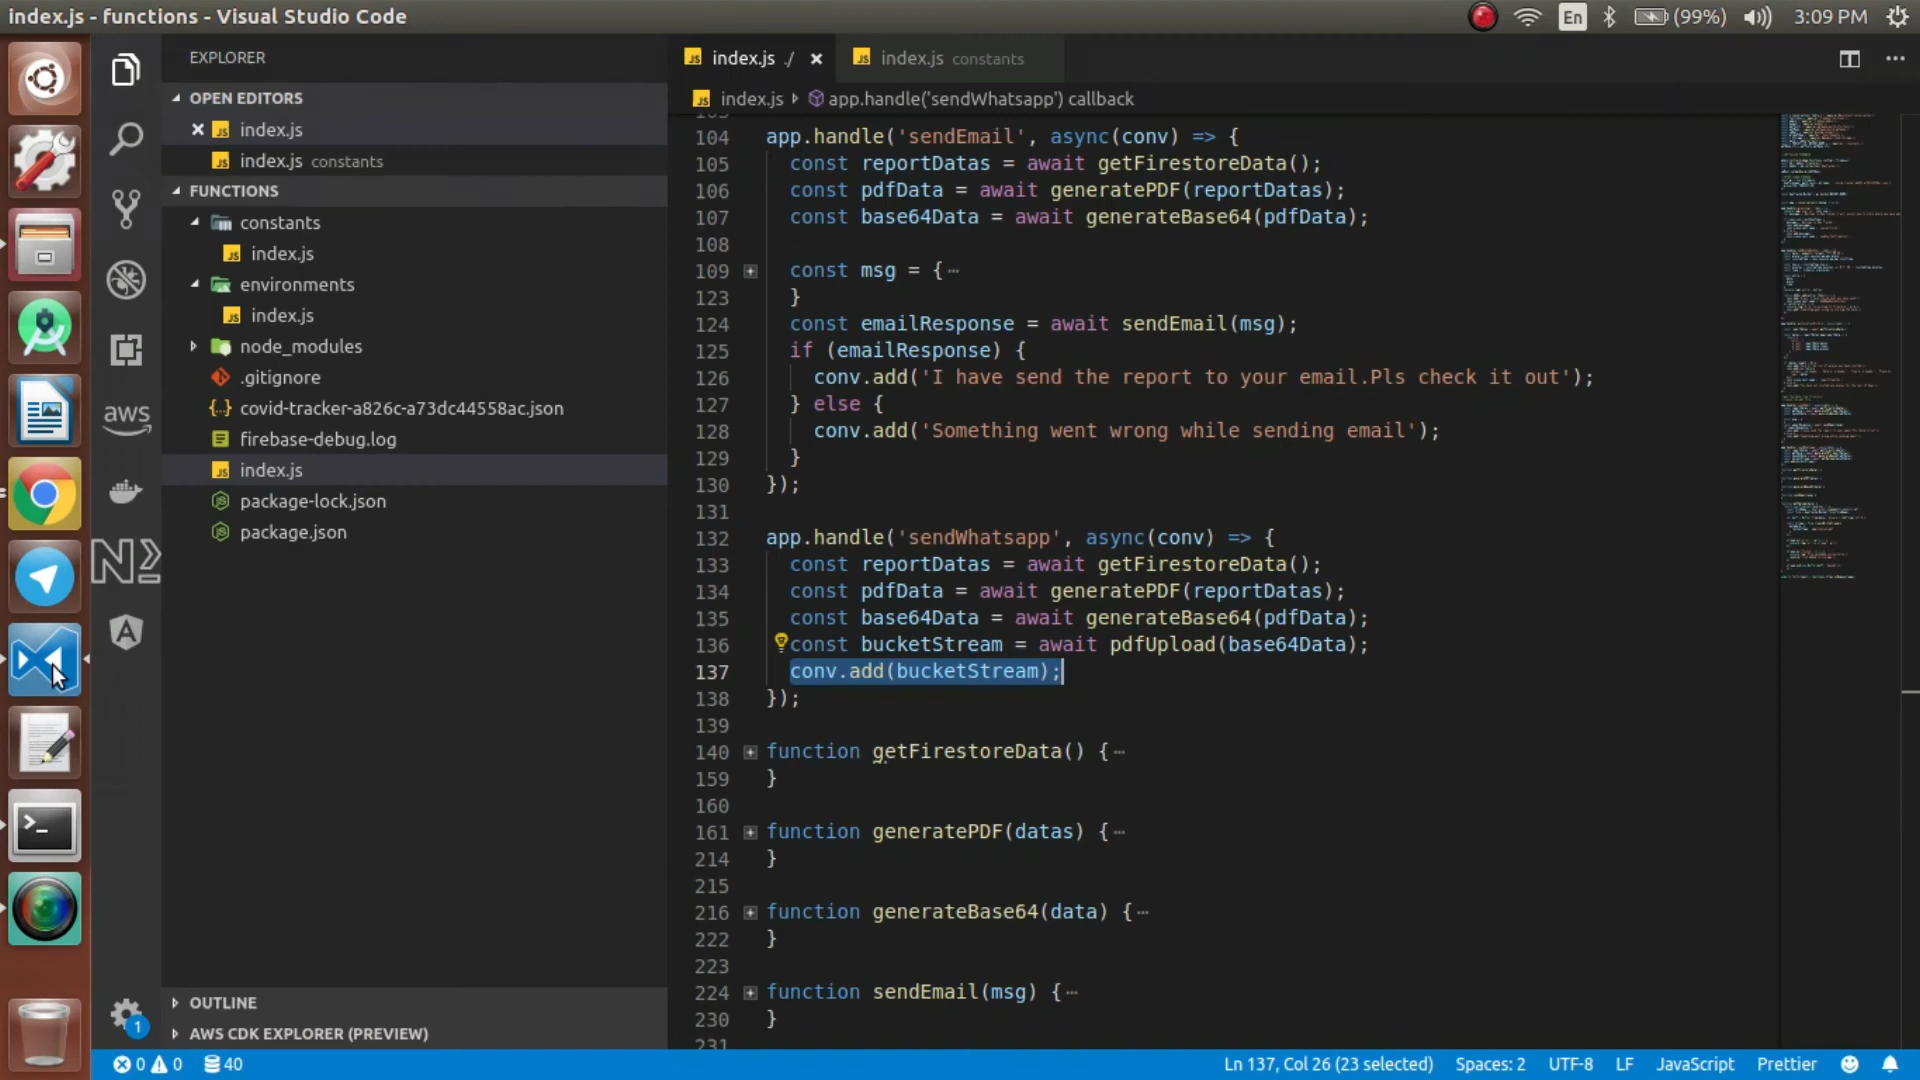 index.js - functions - Visual Studio Code
En
(99%)
3:09 PM
EXPLORER
OPEN EDITORS
index.js
index.js constants
FUNCTIONS
constants
index.js
environments
index.js
node_modules
.gitignore
covid-tracker-a826c-a73dc44558ac.json
firebase-debug.log
index.js
package-lock.json
package.json
OUTLINE
AWS CDK EXPLORER (PREVIEW)
aws
1
index.js ./
index.js constants
index.js app.handle('sendWhatsapp') callback
104 app.handle('sendEmail', async(conv) => {
105 const reportDatas = await getFirestoreData();
106 const pdfData = await generatePDF(reportDatas);
107 const base64Data = await generateBase64(pdfData);
108
109 const msg = {
123 }
124 const emailResponse = await sendEmail(msg);
125 if (emailResponse) {
126 conv.add('I have send the report to your email.Pls check it out');
127 } else {
128 conv.add('Something went wrong while sending email');
129 }
130 });
131
132 app.handle('sendWhatsapp', async(conv) => {
133 const reportDatas = await getFirestoreData();
134 const pdfData = await generatePDF(reportDatas);
135 const base64Data = await generateBase64(pdfData);
136 const bucketStream = await pdfUpload(base64Data);
137 conv.add(bucketStream);
138 });
139
140 function getFirestoreData() {
159 }
160
161 function generatePDF(datas) {
214 }
215
216 function generateBase64(data) {
222 }
223
224 function sendEmail(msg) {
230 }
231
0 0 40
Ln 137, Col 26 (23 selected) Spaces: 2 UTF-8 LF JavaScript Prettier